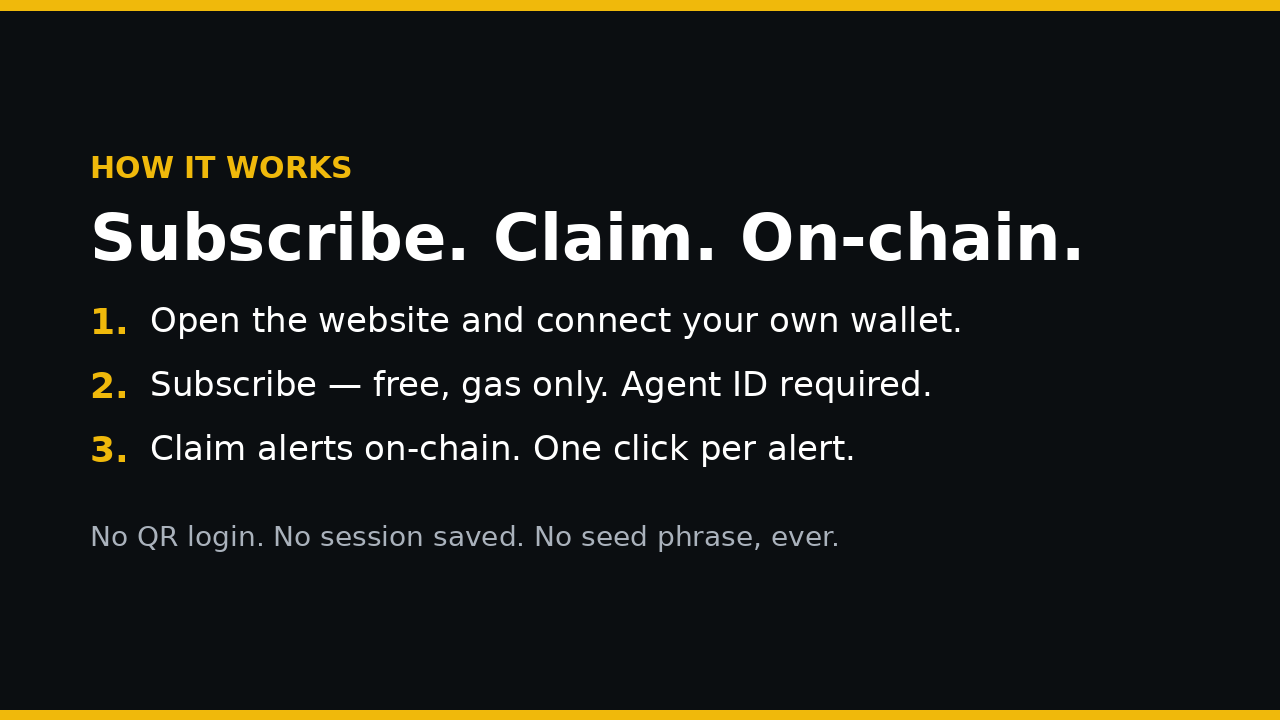 HOW IT WORKS
Subscribe. Claim. On-chain.
1. Open the website and connect your own wallet.
2. Subscribe — free, gas only. Agent ID required.
3. Claim alerts on-chain. One click per alert.
No QR login. No session saved. No seed phrase, ever.